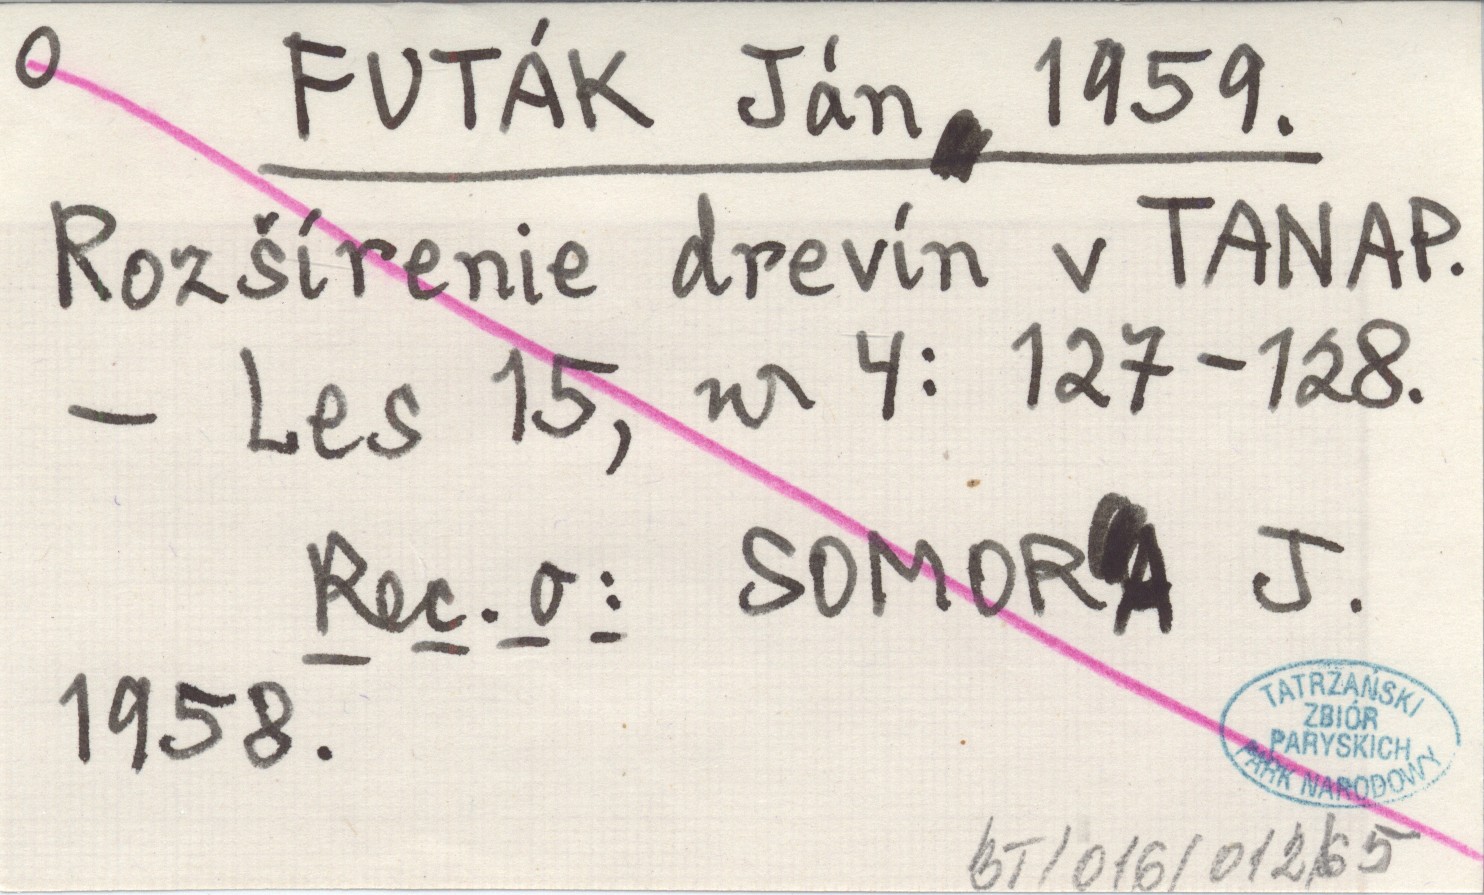 O
FUTÁK Ján 1959.
Rozšírenie drevín v TANAP.
– Les 15, nr 4: 127-128.
Rec. o: SOMORA J.
1958.
TATRZAŃSKI
ZBIÓR
PARYSKICH
PARK NARODOWY
BT/016/012/65